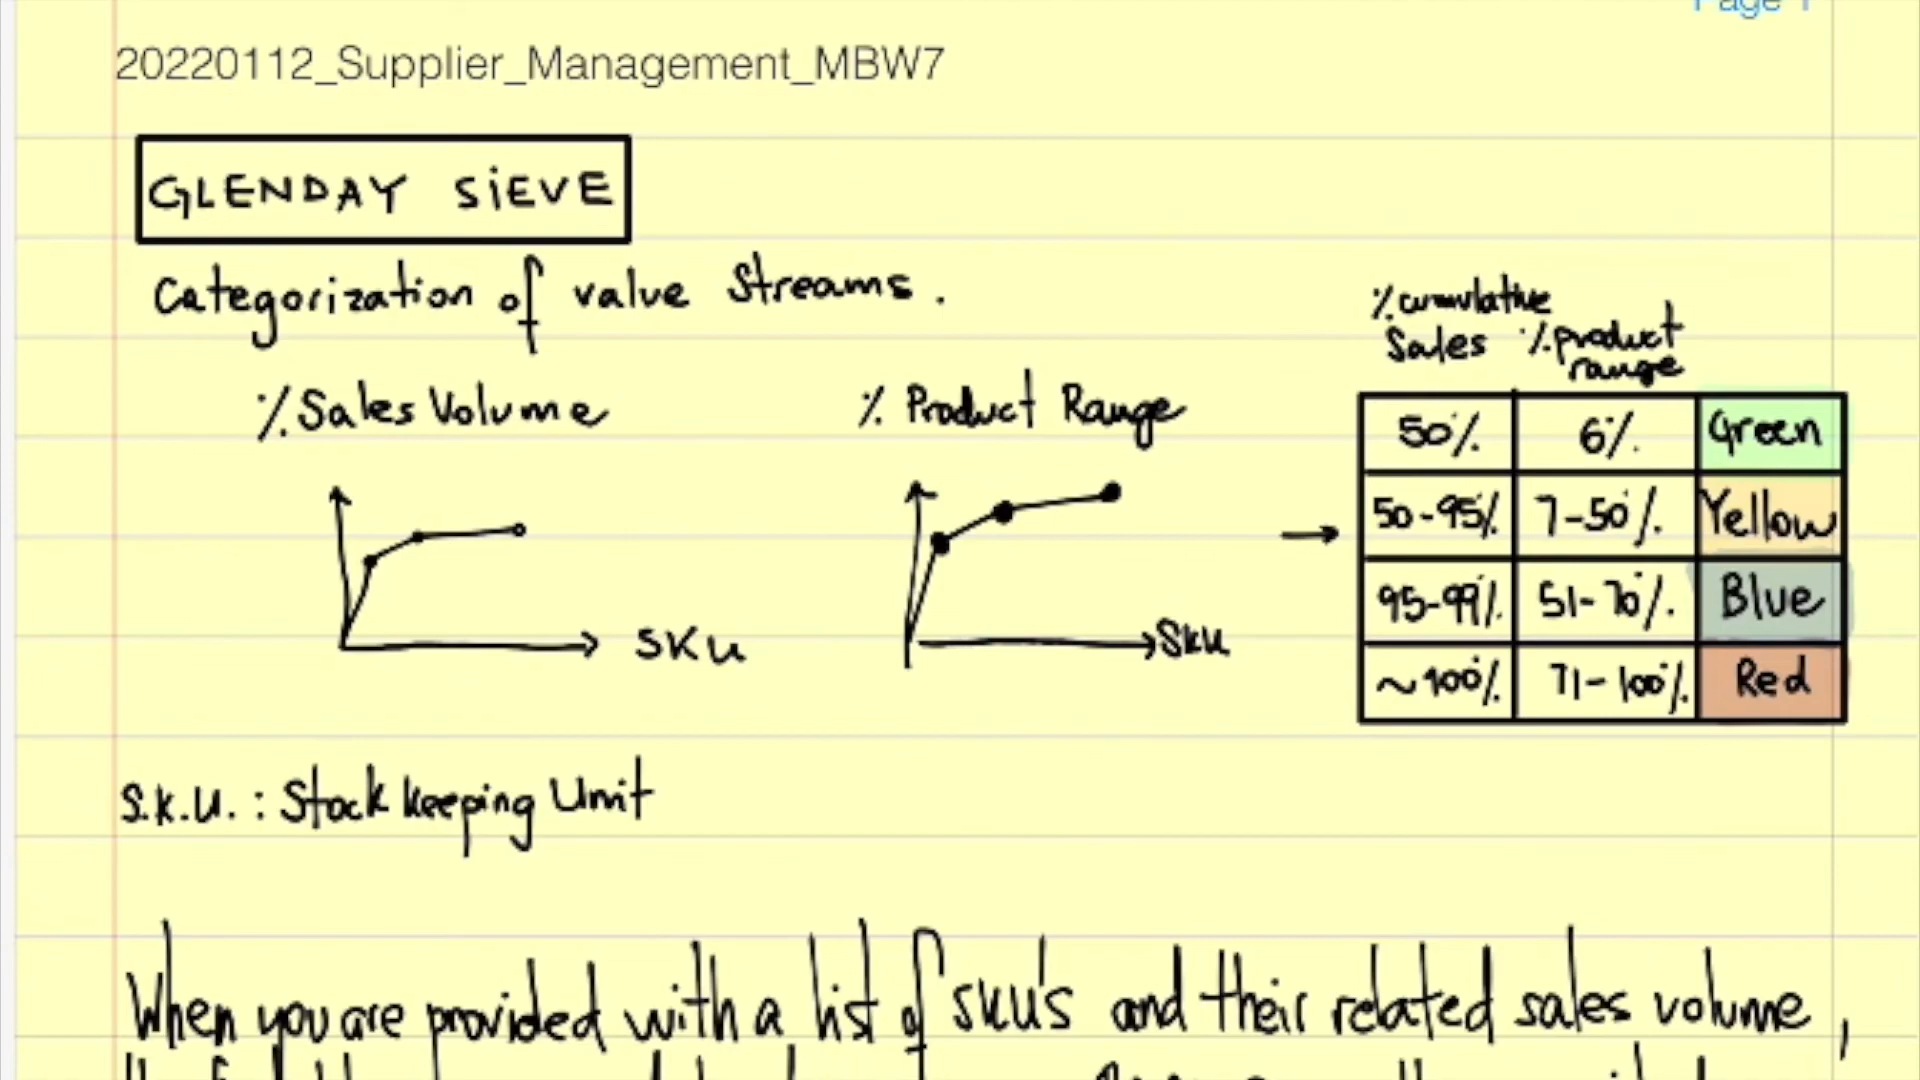 Page 1
20220112_Supplier_Management_MBW7
GLENDAY SIEVE
Categorization of value Streams.
% Sales Volume
% Product Range
SKU
SKU
% cumulative Sales
% product range
50% 6% Green
50-95% 7-50% Yellow
95-99% 51-70% Blue
~100% 71-100% Red
S.K.U. : Stock keeping Unit
When you are provided with a list of SKU's and their related sales volume,